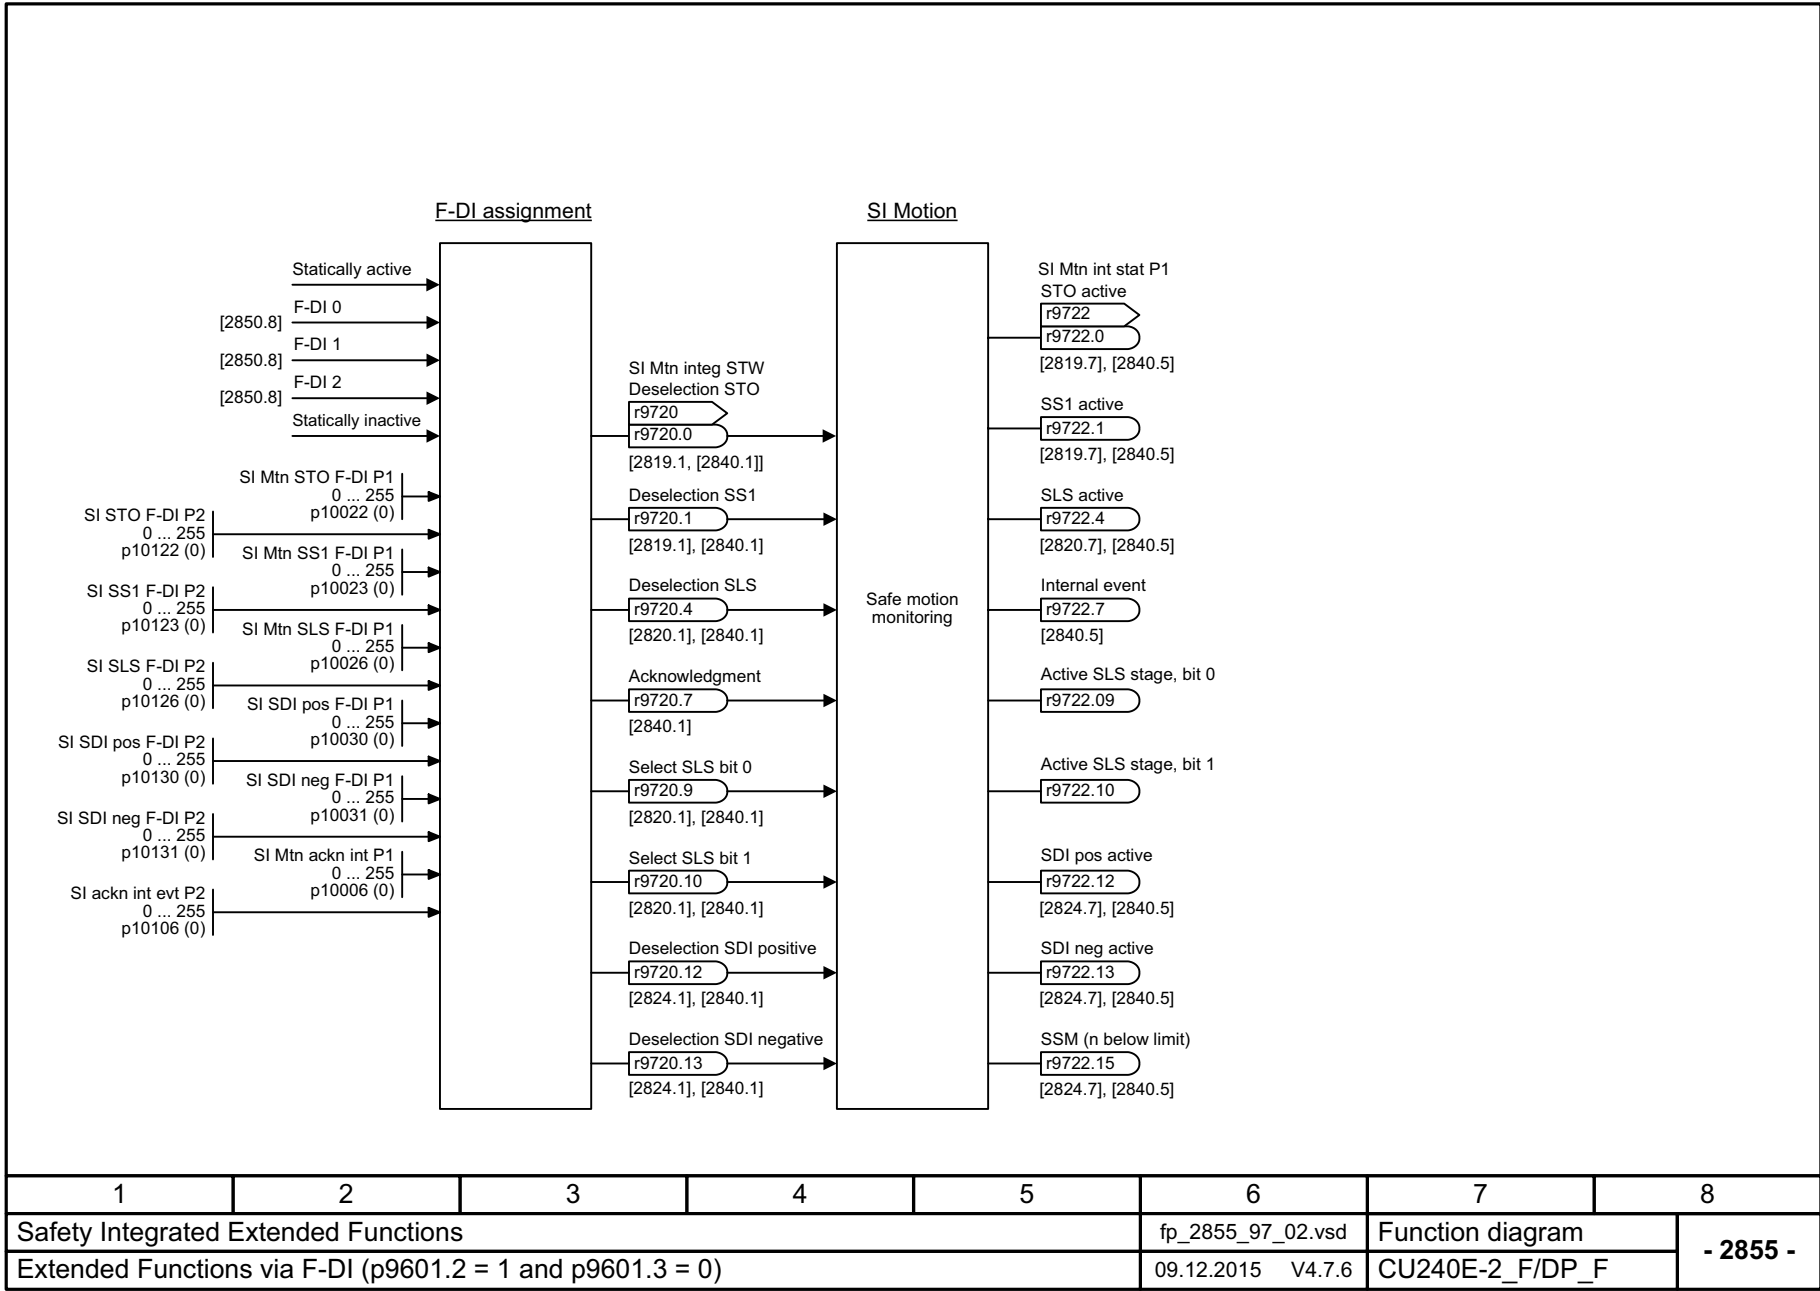 F-DI assignment
SI Motion
Statically active
F-DI 0
[2850.8]
F-DI 1
[2850.8]
F-DI 2
[2850.8]
Statically inactive
SI Mtn STO F-DI P1
0 ... 255
p10022 (0)
SI STO F-DI P2
0 ... 255
p10122 (0)
SI Mtn SS1 F-DI P1
0 ... 255
p10023 (0)
SI SS1 F-DI P2
0 ... 255
p10123 (0)
SI Mtn SLS F-DI P1
0 ... 255
p10026 (0)
SI SLS F-DI P2
0 ... 255
p10126 (0)
SI SDI pos F-DI P1
0 ... 255
p10030 (0)
SI SDI pos F-DI P2
0 ... 255
p10130 (0)
SI SDI neg F-DI P1
0 ... 255
p10031 (0)
SI SDI neg F-DI P2
0 ... 255
p10131 (0)
SI Mtn ackn int P1
0 ... 255
p10006 (0)
SI ackn int evt P2
0 ... 255
p10106 (0)
SI Mtn integ STW
Deselection STO
r9720
r9720.0
[2819.1, [2840.1]]
Deselection SS1
r9720.1
[2819.1], [2840.1]
Deselection SLS
r9720.4
[2820.1], [2840.1]
Acknowledgment
r9720.7
[2840.1]
Select SLS bit 0
r9720.9
[2820.1], [2840.1]
Select SLS bit 1
r9720.10
[2820.1], [2840.1]
Deselection SDI positive
r9720.12
[2824.1], [2840.1]
Deselection SDI negative
r9720.13
[2824.1], [2840.1]
Safe motion
monitoring
SI Mtn int stat P1
STO active
r9722
r9722.0
[2819.7], [2840.5]
SS1 active
r9722.1
[2819.7], [2840.5]
SLS active
r9722.4
[2820.7], [2840.5]
Internal event
r9722.7
[2840.5]
Active SLS stage, bit 0
r9722.09
Active SLS stage, bit 1
r9722.10
SDI pos active
r9722.12
[2824.7], [2840.5]
SDI neg active
r9722.13
[2824.7], [2840.5]
SSM (n below limit)
r9722.15
[2824.7], [2840.5]
1 2 3 4 5 6 7 8
Safety Integrated Extended Functions
fp_2855_97_02.vsd
Function diagram
- 2855 -
Extended Functions via F-DI (p9601.2 = 1 and p9601.3 = 0)
09.12.2015 V4.7.6
CU240E-2_F/DP_F